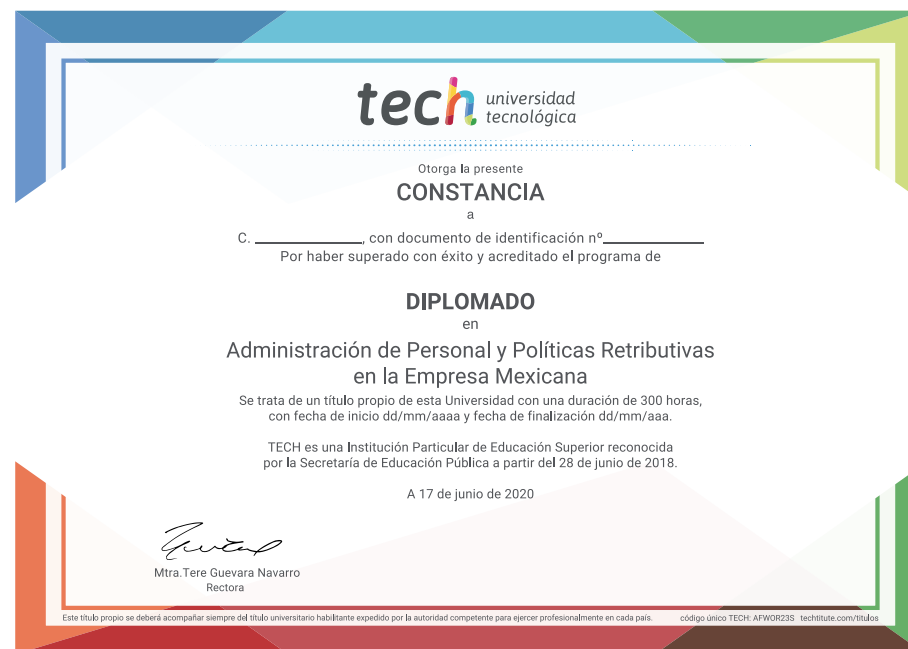 tech universidad
tecnológica
Otorga la presente
CONSTANCIA
a
C. ____________, con documento de identificación nº____________
Por haber superado con éxito y acreditado el programa de
DIPLOMADO
en
Administración de Personal y Políticas Retributivas
en la Empresa Mexicana
Se trata de un título propio de esta Universidad con una duración de 300 horas,
con fecha de inicio dd/mm/aaaa y fecha de finalización dd/mm/aaa.
TECH es una Institución Particular de Educación Superior reconocida
por la Secretaría de Educación Pública a partir del 28 de junio de 2018.
A 17 de junio de 2020
Mtra.Tere Guevara Navarro
Rectora
Este título propio se deberá acompañar siempre del título universitario habilitante expedido por la autoridad competente para ejercer profesionalmente en cada país. código único TECH: AFWOR23S techtitute.com/titulos